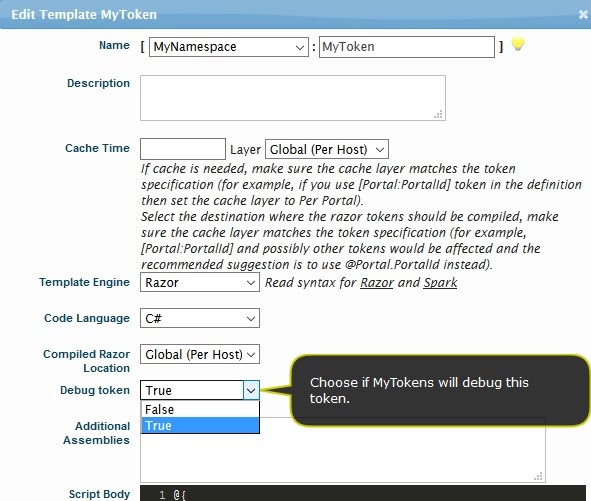 Edit Template MyToken
Name [ MyNamespace : MyToken ]
Description
Cache Time Layer Global (Per Host)
If cache is needed, make sure the cache layer matches the token
specification (for example, if you use [Portal:PortalId] token in the definition
then set the cache layer to Per Portal).
Select the destination where the razor tokens should be compiled, make
sure the cache layer matches the token specification (for example,
[Portal:PortalId] and possibly other tokens would be affected and the
recommended suggestion is to use @Portal.PortalId instead).
Template Engine Razor Read syntax for Razor and Spark
Code Language C#
Compiled Razor
Location Global (Per Host)
Debug token True
False
True
Choose if MyTokens will debug this
token.
Additional
Assemblies
Script Body 1 @{